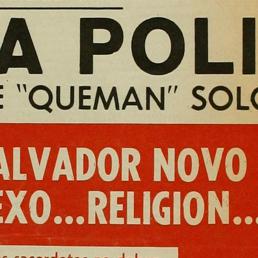 A POLI
E “QUEMAN” SOLO
ALVADOR NOVO
EXO...RELIGION...